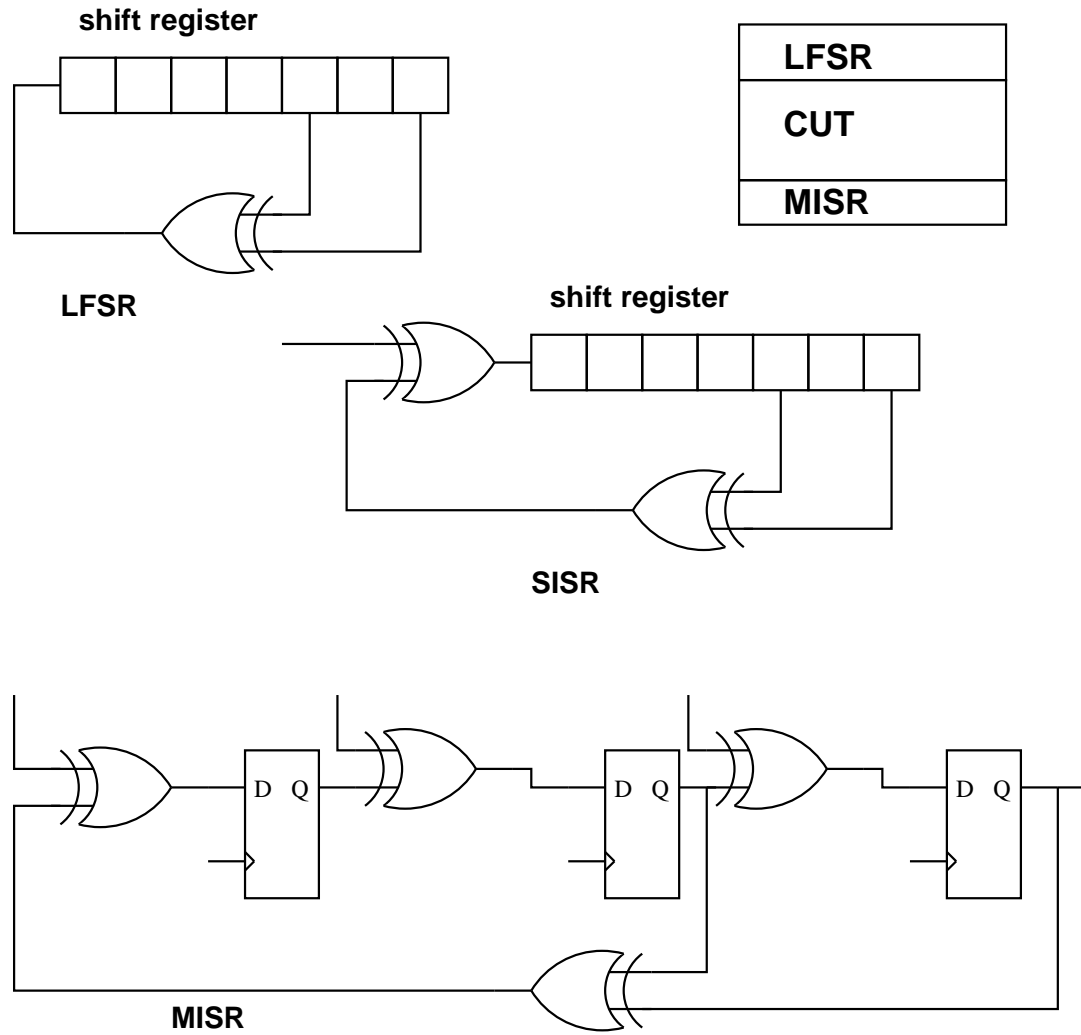 shift register
LFSR
CUT
MISR
LFSR
shift register
SISR
D Q
D Q
D Q
MISR